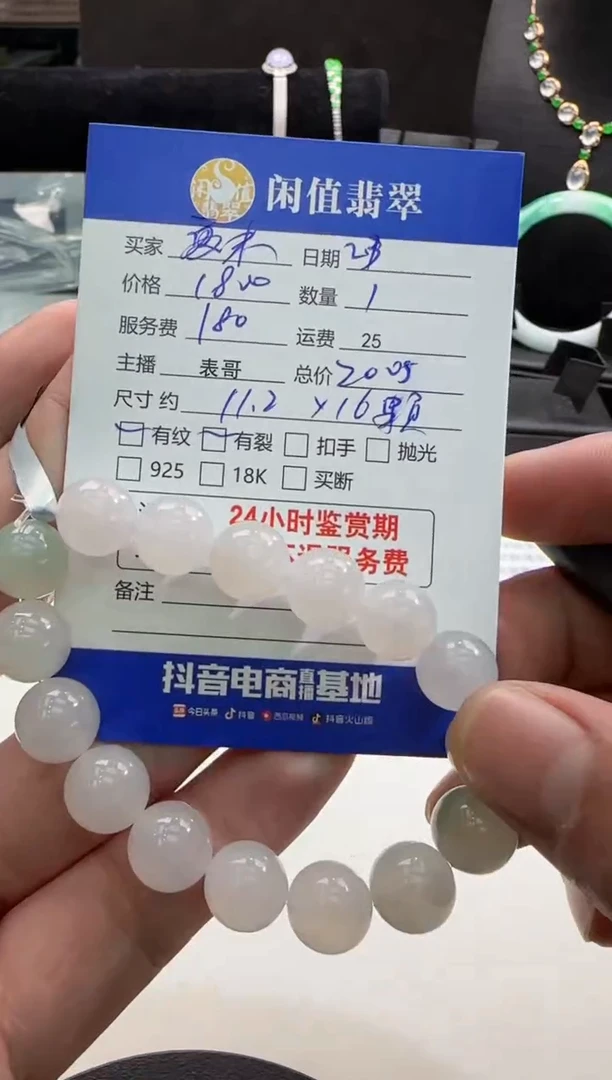 闲值翡翠
买家 夏末 日期 23
价格 1800 数量 1
服务费 180 运费 25
主播 表哥 总价 2005
尺寸 约 11.2 ×16颗
有纹 有裂 扣手 抛光
925 18K 买断
24小时鉴赏期
服务费
备注
抖音电商直播基地
今日头条 抖音 西瓜视频 抖音火山版